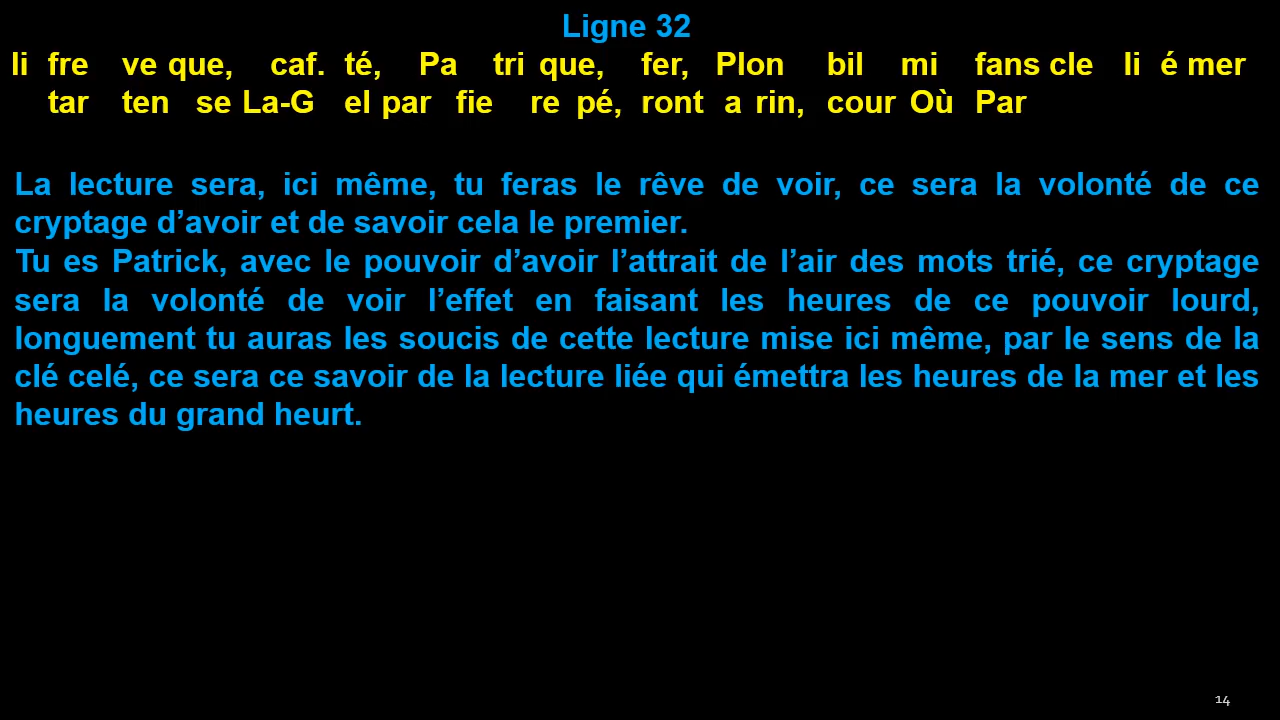 Ligne 32
li fre ve que, caf. té, Pa tri que, fer, Plon bil mi fans cle li é mer
tar ten se La-G el par fie re pé, ront a rin, cour Où Par
La lecture sera, ici même, tu feras le rêve de voir, ce sera la volonté de ce
cryptage d’avoir et de savoir cela le premier.
Tu es Patrick, avec le pouvoir d’avoir l’attrait de l’air des mots trié, ce cryptage
sera la volonté de voir l’effet en faisant les heures de ce pouvoir lourd,
longuement tu auras les soucis de cette lecture mise ici même, par le sens de la
clé celé, ce sera ce savoir de la lecture liée qui émettra les heures de la mer et les
heures du grand heurt.
14